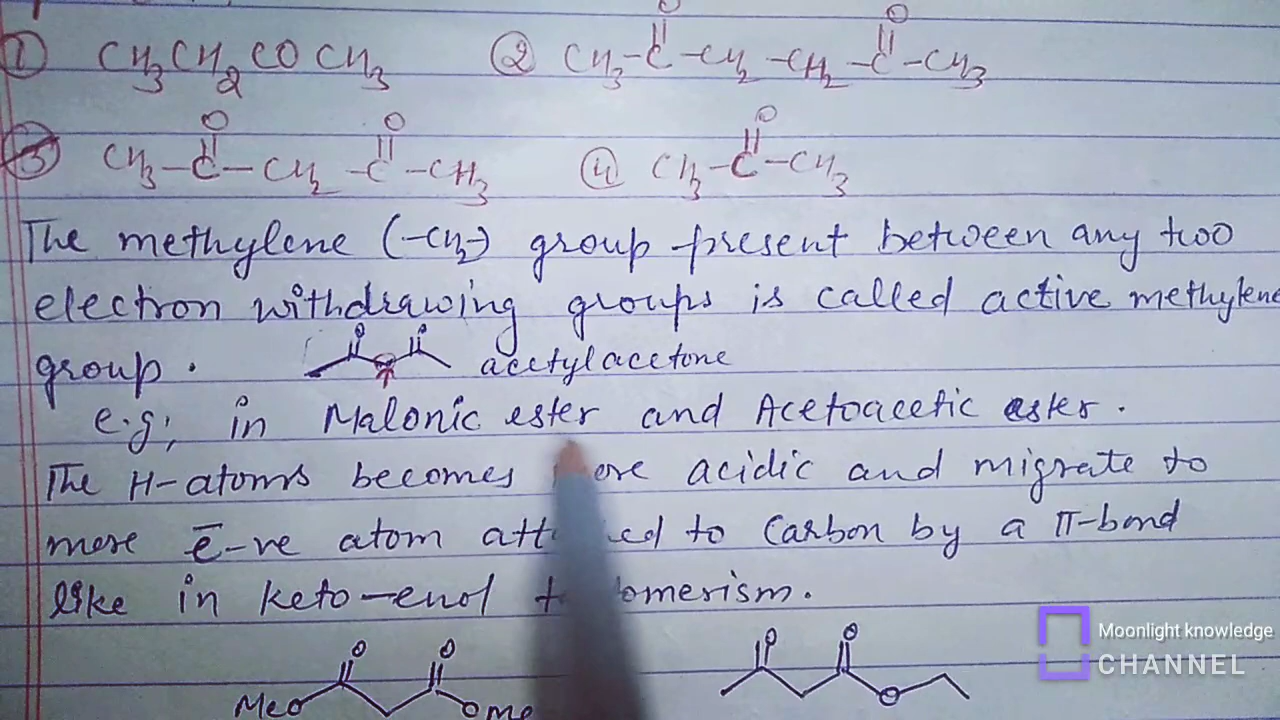 ① CH₃CH₂COCH₃ ② CH₃-C(=O)-CH₂-CH₂-C(=O)-CH₃
③ CH₃-C(=O)-CH₂-C(=O)-CH₃ ④ CH₃-C(=O)-CH₃
The methylene (-CH₂-) group present between any two
electron withdrawing groups is called active methylene
group. O O acetylacetone
e.g; in Malonic ester and Acetoacetic ester.
The H-atoms becomes acidic and migrate to
more e̅-ve atom to Carbon by a π-bond
like in keto-enol
O O O O
MeO OMe O
Moonlight knowledge
CHANNEL